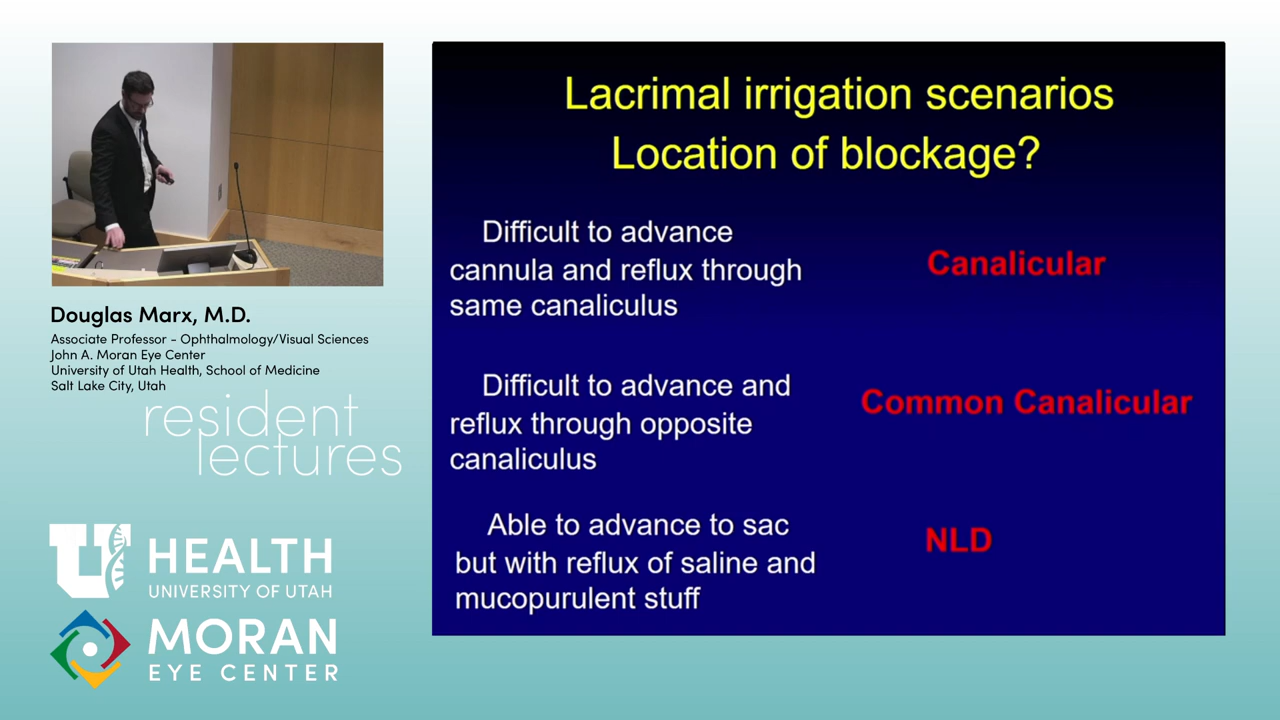 Lacrimal irrigation scenarios
Location of blockage?
Difficult to advance
cannula and reflux through
same canaliculus
Canalicular
Difficult to advance and
reflux through opposite
canaliculus
Common Canalicular
Able to advance to sac
but with reflux of saline and
mucopurulent stuff
NLD
Douglas Marx, M.D.
Associate Professor - Ophthalmology/Visual Sciences
John A. Moran Eye Center
University of Utah Health, School of Medicine
Salt Lake City, Utah
resident
lectures
U
HEALTH
UNIVERSITY OF UTAH
MORAN
EYE CENTER